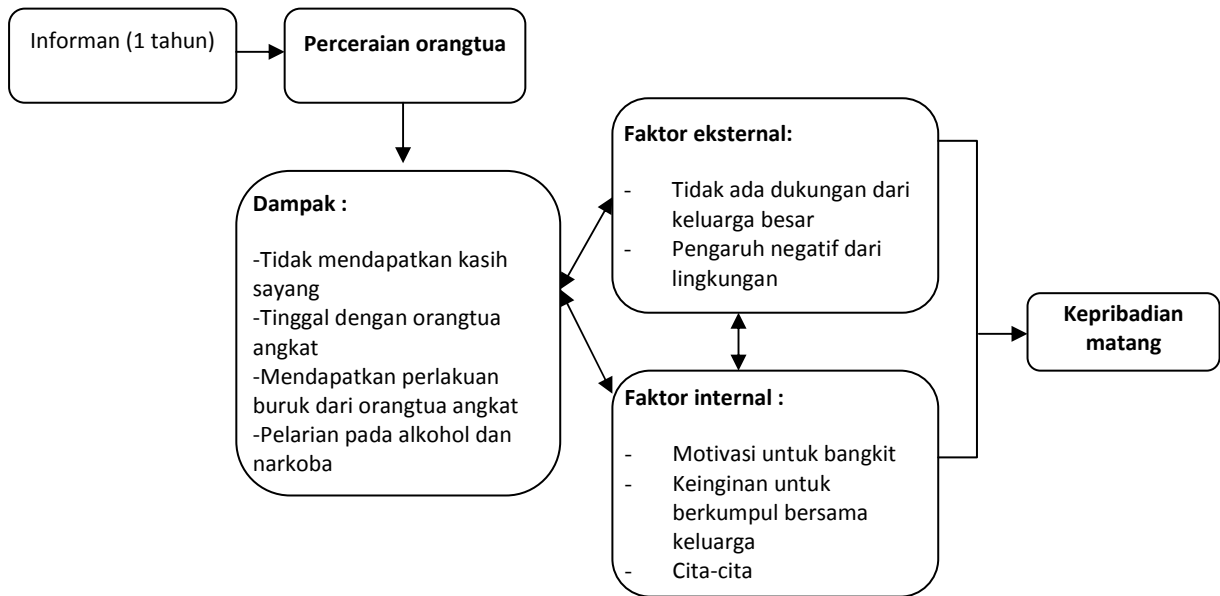 Informan (1 tahun)
Perceraian orangtua
Dampak :
-Tidak mendapatkan kasih
sayang
-Tinggal dengan orangtua
angkat
-Mendapatkan perlakuan
buruk dari orangtua angkat
-Pelarian pada alkohol dan
narkoba
Faktor eksternal:
- Tidak ada dukungan dari
keluarga besar
- Pengaruh negatif dari
lingkungan
Faktor internal :
- Motivasi untuk bangkit
- Keinginan untuk
berkumpul bersama
keluarga
- Cita-cita
Kepribadian
matang